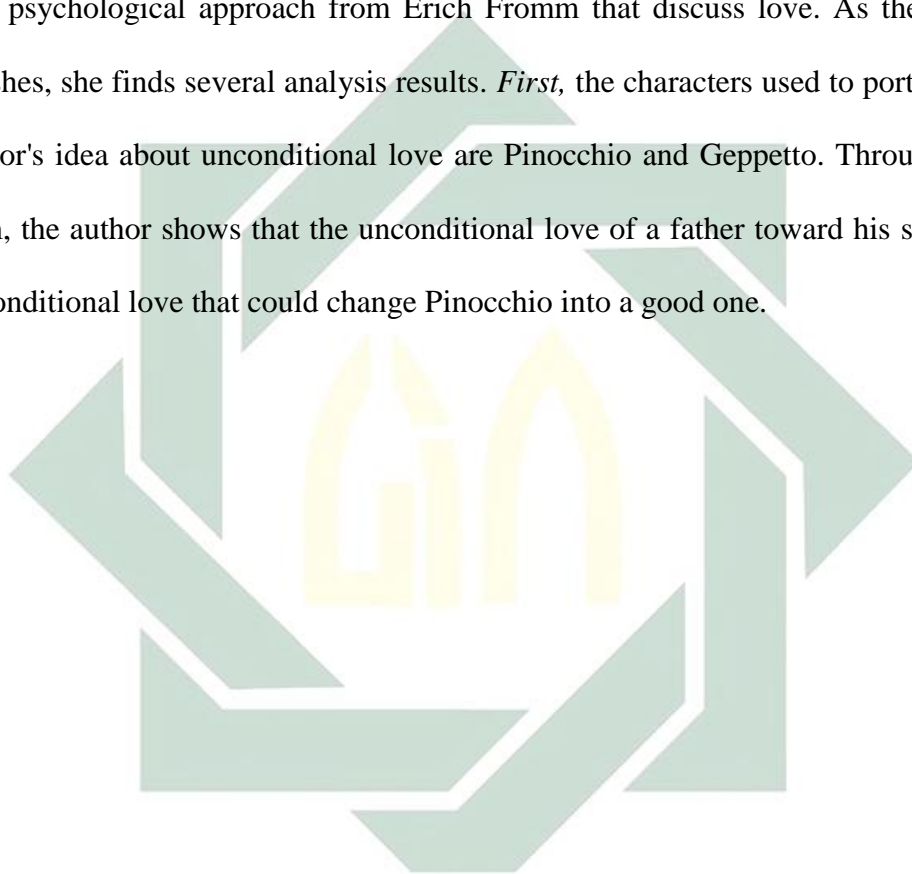 psychological approach from Erich Fromm that discuss love. As the
shes, she finds several analysis results. First, the characters used to port
or's idea about unconditional love are Pinocchio and Geppetto. Throu
, the author shows that the unconditional love of a father toward his s
onditional love that could change Pinocchio into a good one.